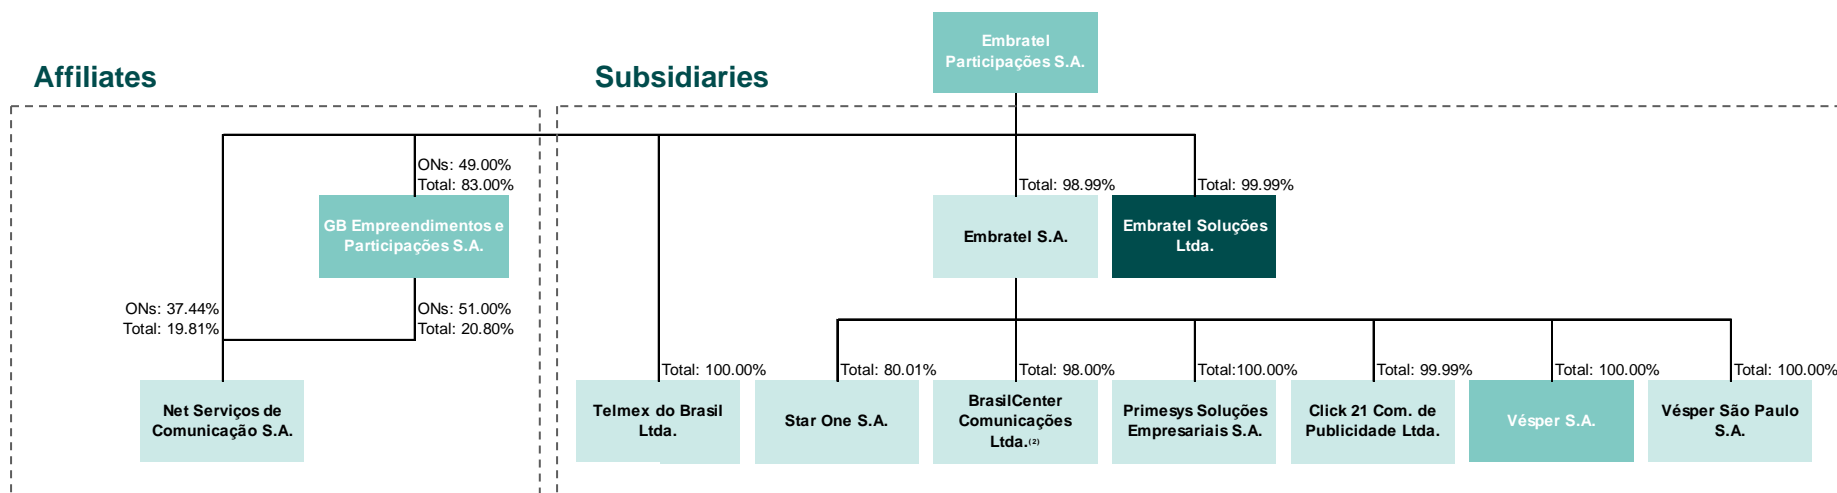 Embratel
Participações S.A.
Affiliates
Subsidiaries
ONs: 49.00%
Total: 83.00%
Total: 98.99%
Total: 99.99%
GB Empreendimentos e
Participações S.A.
Embratel S.A.
Embratel Soluções
Ltda.
ONs: 37.44%
Total: 19.81%
ONs: 51.00%
Total: 20.80%
Total: 100.00%
Total: 80.01%
Total: 98.00%
Total:100.00%
Total: 99.99%
Total: 100.00%
Total: 100.00%
Net Serviços de
Comunicação S.A.
Telmex do Brasil
Ltda.
Star One S.A.
BrasilCenter
Comunicações
Ltda.(2)
Primesys Soluções
Empresariais S.A.
Click 21 Com. de
Publicidade Ltda.
Vésper S.A.
Vésper São Paulo
S.A.